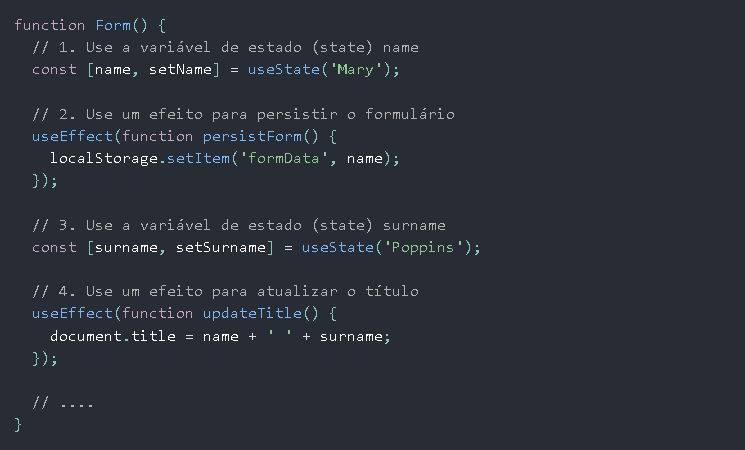 function Form() {
  // 1. Use a variável de estado (state) name
  const [name, setName] = useState('Mary');

  // 2. Use um efeito para persistir o formulário
  useEffect(function persistForm() {
    localStorage.setItem('formData', name);
  });

  // 3. Use a variável de estado (state) surname
  const [surname, setSurname] = useState('Poppins');

  // 4. Use um efeito para atualizar o título
  useEffect(function updateTitle() {
    document.title = name + ' ' + surname;
  });

  // ....
}